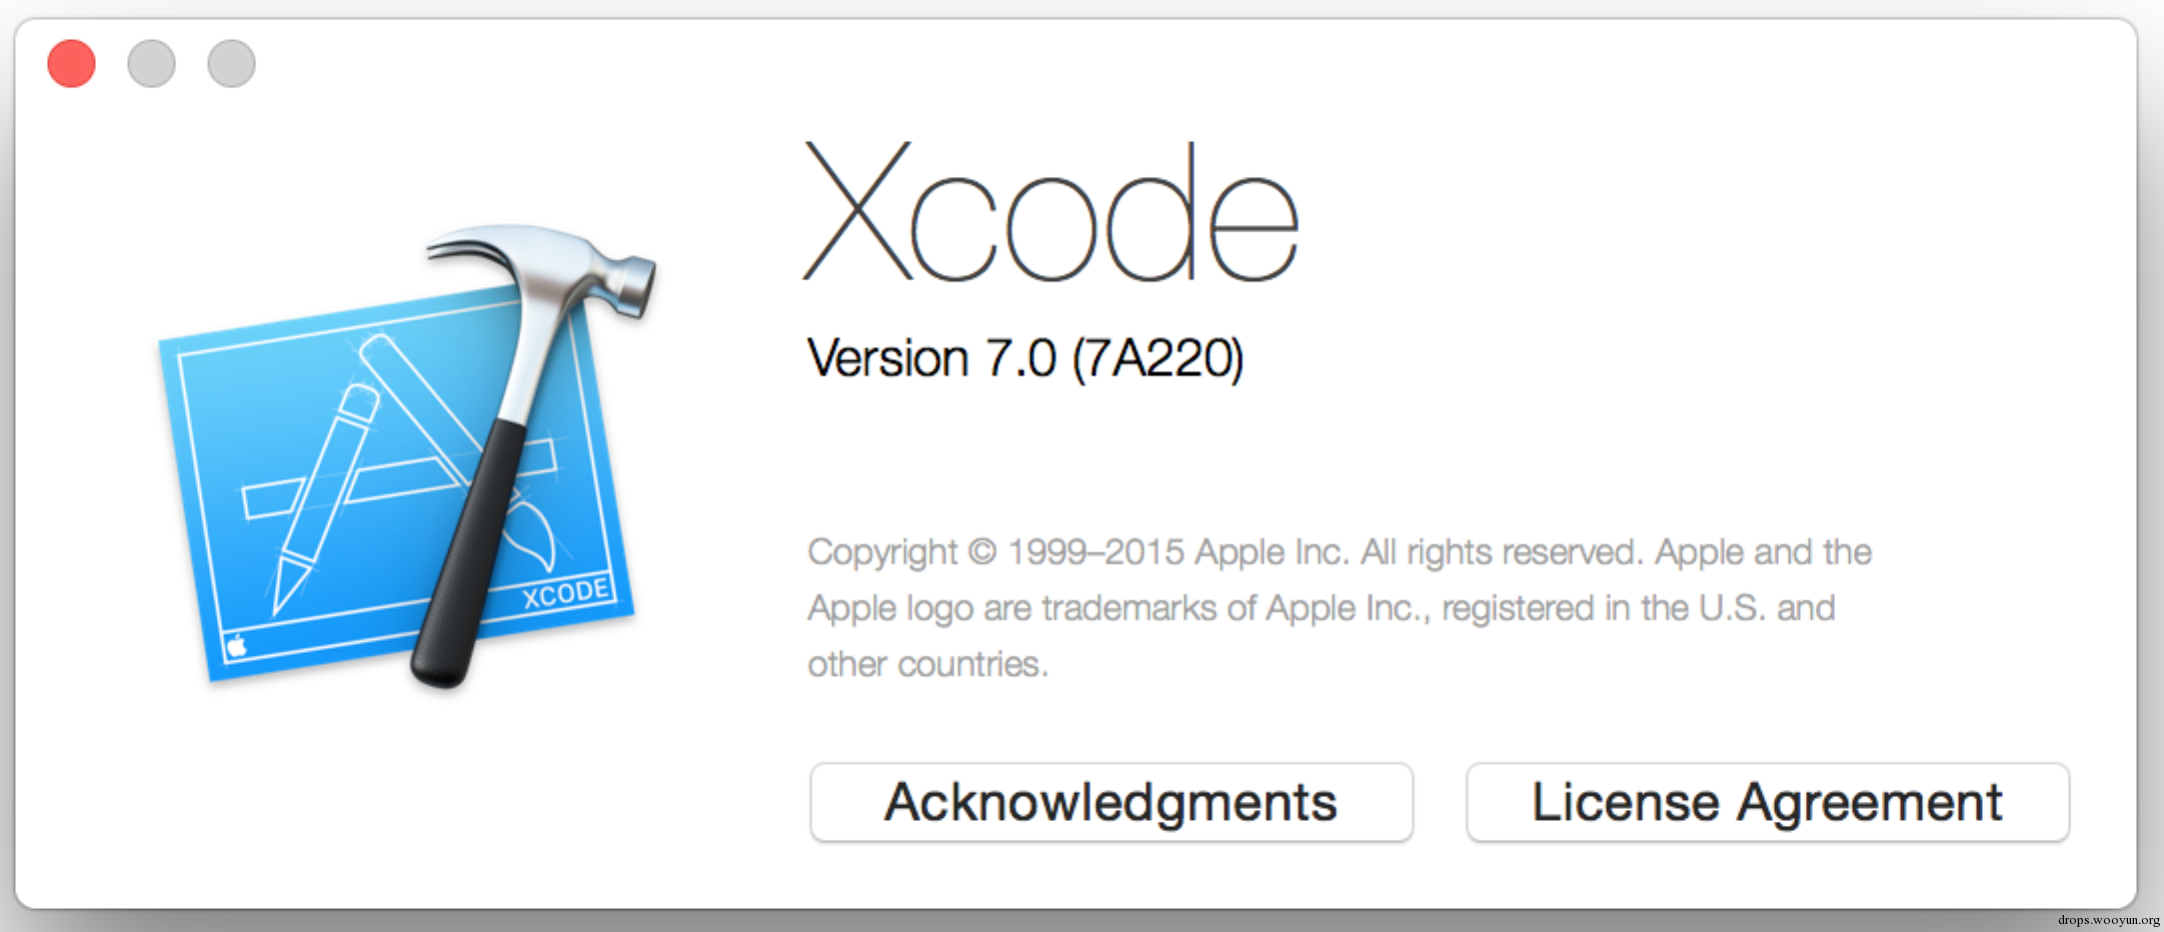 Xcode
Version 7.0 (7A220)
XCODE
Copyright © 1999–2015 Apple Inc. All rights reserved. Apple and the
Apple logo are trademarks of Apple Inc., registered in the U.S. and
other countries.
Acknowledgments
License Agreement
drops.wooyun.org